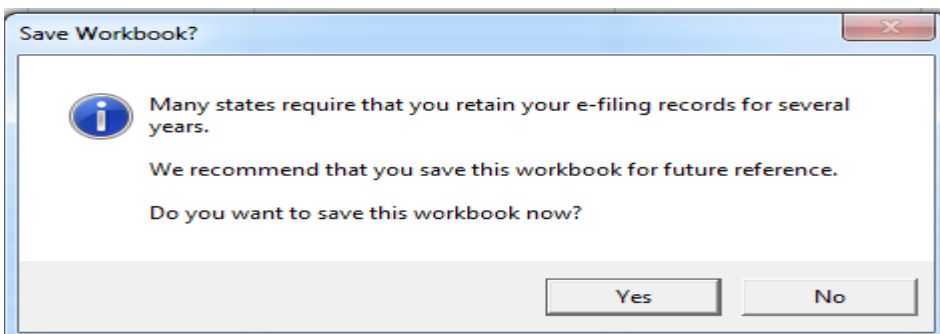 Save Workbook?
Many states require that you retain your e-filing records for several
years.
We recommend that you save this workbook for future reference.
Do you want to save this workbook now?
Yes
No